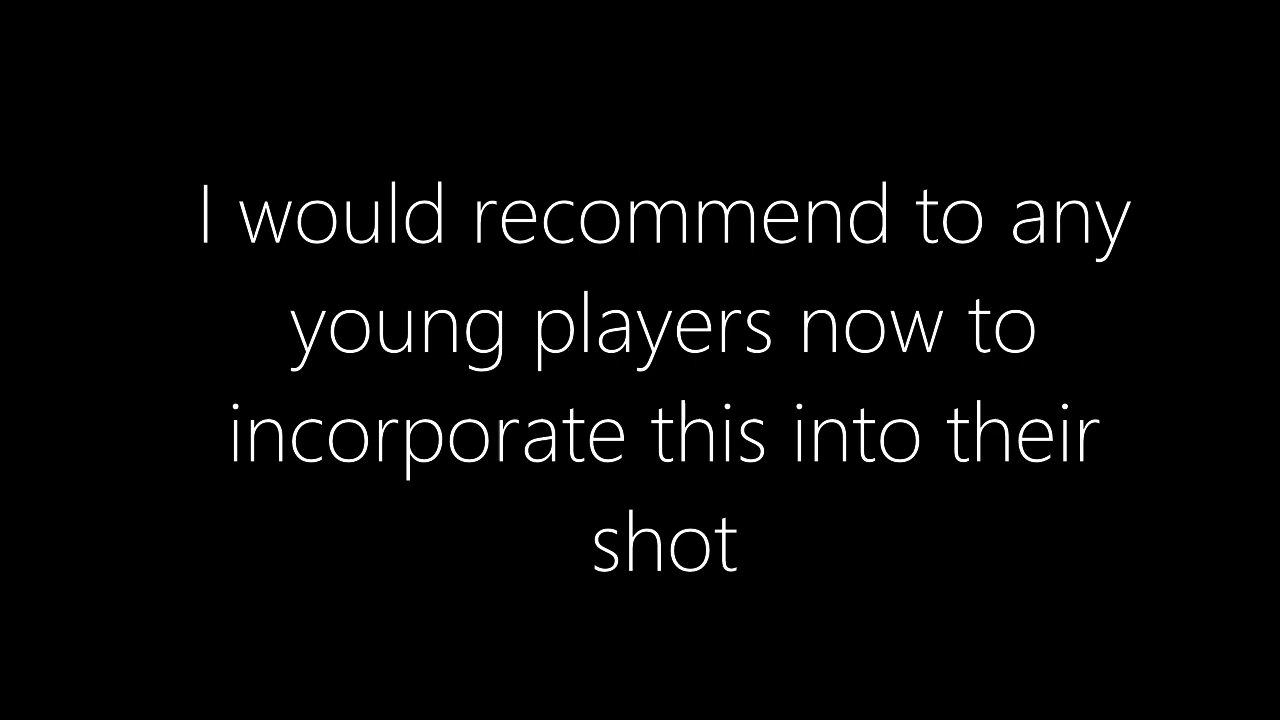 I would recommend to any
young players now to
incorporate this into their
shot